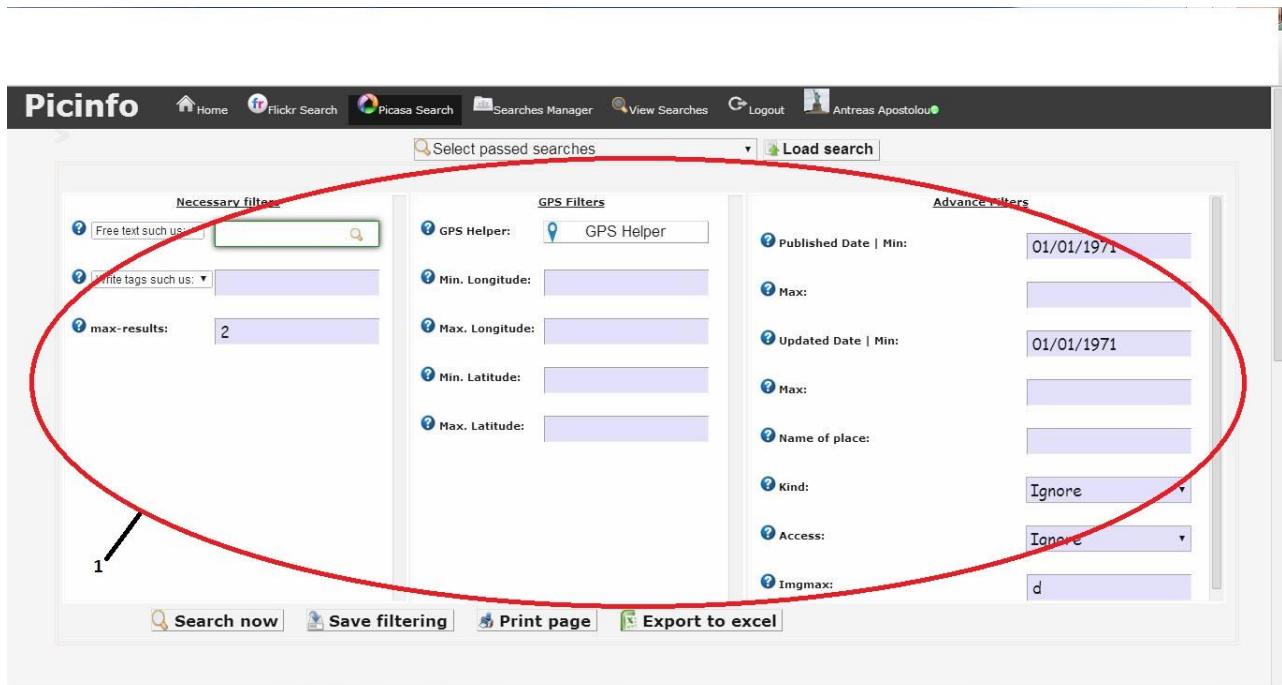 Picinfo Home Flickr Search Picasa Search Searches Manager View Searches Logout Antreas Apostolou
Select passed searches Load search
Necessary filters
Free text such us:
Write tags such us:
max-results: 2
GPS Filters
GPS Helper: GPS Helper
Min. Longitude:
Max. Longitude:
Min. Latitude:
Max. Latitude:
Advance Filters
Published Date | Min: 01/01/1971
Max:
Updated Date | Min: 01/01/1971
Max:
Name of place:
Kind: Ignore
Access: Ignore
Imgmax: d
1
Search now Save filtering Print page Export to excel